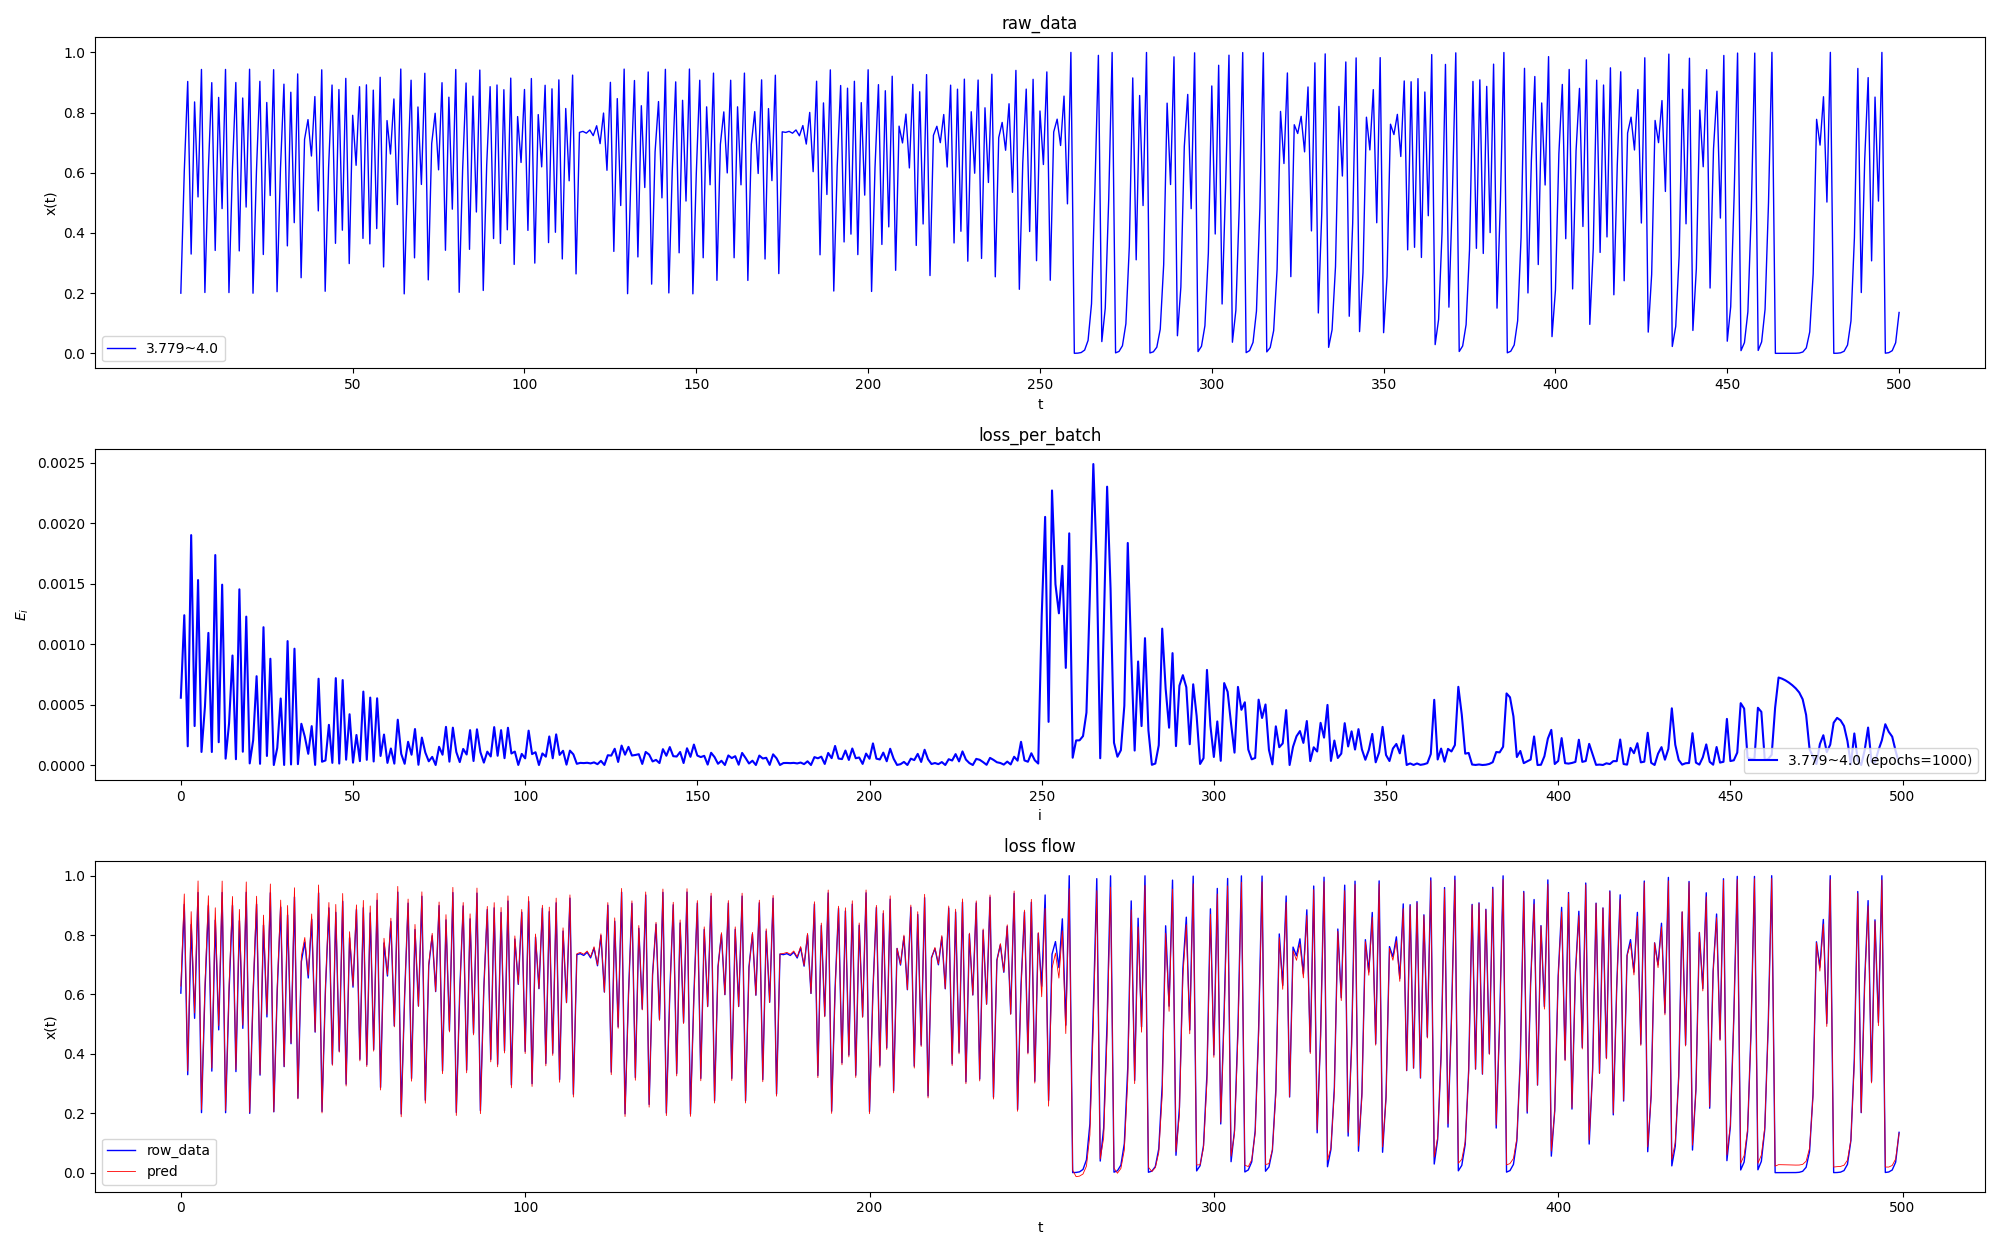 raw_data
1.0
0.8
0.6
0.4
0.2
0.0
x(t)
3.779~4.0
50 100 150 200 250 300 350 400 450 500
t
loss_per_batch
0.0025
0.0020
0.0015
0.0010
0.0005
0.0000
E_i
3.779~4.0 (epochs=1000)
0 50 100 150 200 250 300 350 400 450 500
i
loss flow
1.0
0.8
0.6
0.4
0.2
0.0
x(t)
row_data
pred
0 100 200 300 400 500
t